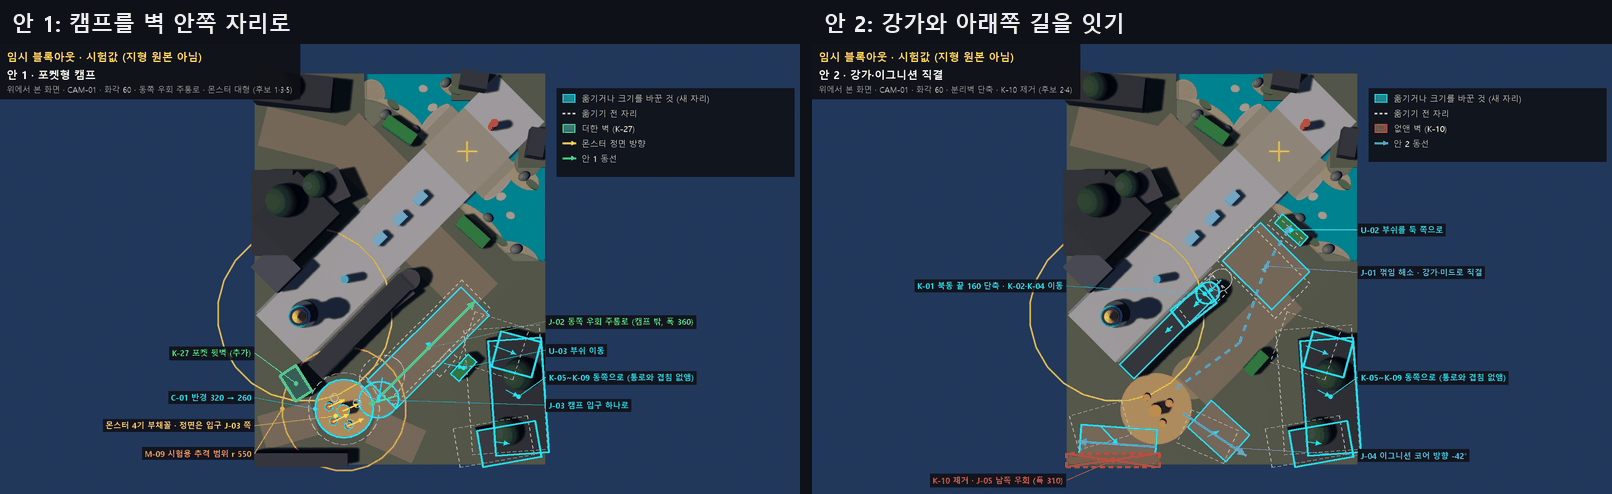 안 1: 캠프를 벽 안쪽 자리로
임시 블록아웃 · 시험값 (지형 원본 아님)
안 1 · 포켓형 캠프
위에서 본 화면 · CAM-01 · 화각 60 · 동쪽 우회 주통로 · 몬스터 대형 (후보 1·3·5)
옮기거나 크기를 바꾼 것 (새 자리)
옮기기 전 자리
더한 벽 (K-27)
몬스터 정면 방향
안 1 동선
J-02 동쪽 우회 주통로 (캠프 밖, 폭 360)
U-03 부쉬 이동
K-05~K-09 동쪽으로 (통로와 겹침 없앰)
J-03 캠프 입구 하나로
K-27 포켓 뒷벽 (추가)
C-01 반경 320 → 260
몬스터 4기 부채꼴 · 정면은 입구 J-03 쪽
M-09 시험용 추격 범위 r 550
안 2: 강가와 아래쪽 길을 잇기
임시 블록아웃 · 시험값 (지형 원본 아님)
안 2 · 강가·이그니션 직결
위에서 본 화면 · CAM-01 · 화각 60 · 분리벽 단축 · K-10 제거 (후보 2·4)
옮기거나 크기를 바꾼 것 (새 자리)
옮기기 전 자리
없앤 벽 (K-10)
안 2 동선
U-02 부쉬를 둑 쪽으로
J-01 꺾임 해소 · 강가·미드로 직결
K-01 북동 끝 160 단축 · K-02·K-04 이동
K-05~K-09 동쪽으로 (통로와 겹침 없앰)
J-04 이그니션 코어 방향 -42°
K-10 제거 · J-05 남쪽 우회 (폭 310)